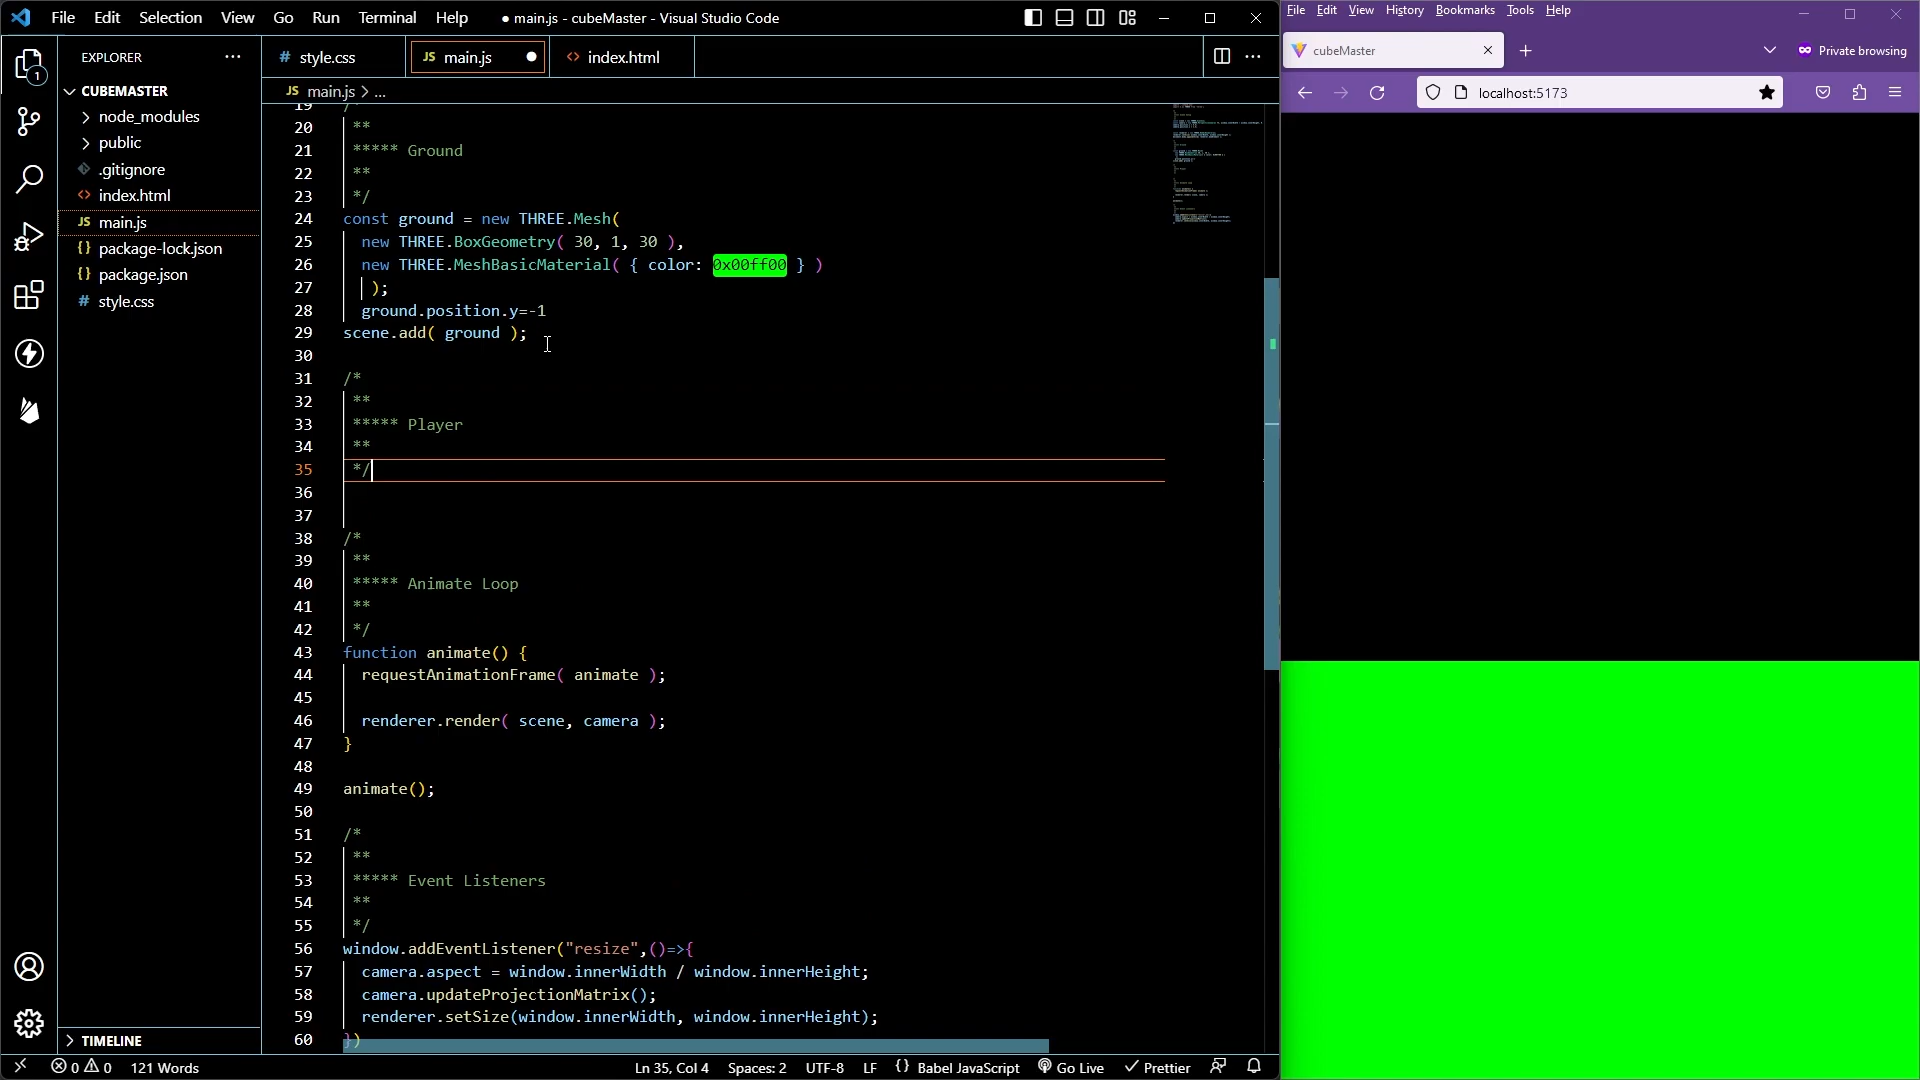 File Edit Selection View Go Run Terminal Help
● main.js - cubeMaster - Visual Studio Code
EXPLORER
1
CUBEMASTER
node_modules
public
.gitignore
index.html
main.js
package-lock.json
package.json
style.css
TIMELINE
# style.css
JS main.js
<> index.html
JS main.js > ...
19 /*
20 **
21 ***** Ground
22 **
23 */
24 const ground = new THREE.Mesh(
25 new THREE.BoxGeometry( 30, 1, 30 ),
26 new THREE.MeshBasicMaterial( { color: 0x00ff00 } )
27 );
28 ground.position.y=-1
29 scene.add( ground );
30
31 /*
32 **
33 ***** Player
34 **
35 */
36
37
38 /*
39 **
40 ***** Animate Loop
41 **
42 */
43 function animate() {
44 requestAnimationFrame( animate );
45
46 renderer.render( scene, camera );
47 }
48
49 animate();
50
51 /*
52 **
53 ***** Event Listeners
54 **
55 */
56 window.addEventListener("resize",()=>{
57 camera.aspect = window.innerWidth / window.innerHeight;
58 camera.updateProjectionMatrix();
59 renderer.setSize(window.innerWidth, window.innerHeight);
60 })
0 0 121 Words
Ln 35, Col 4 Spaces: 2 UTF-8 LF {} Babel JavaScript Go Live Prettier
File Edit View History Bookmarks Tools Help
cubeMaster
Private browsing
localhost:5173